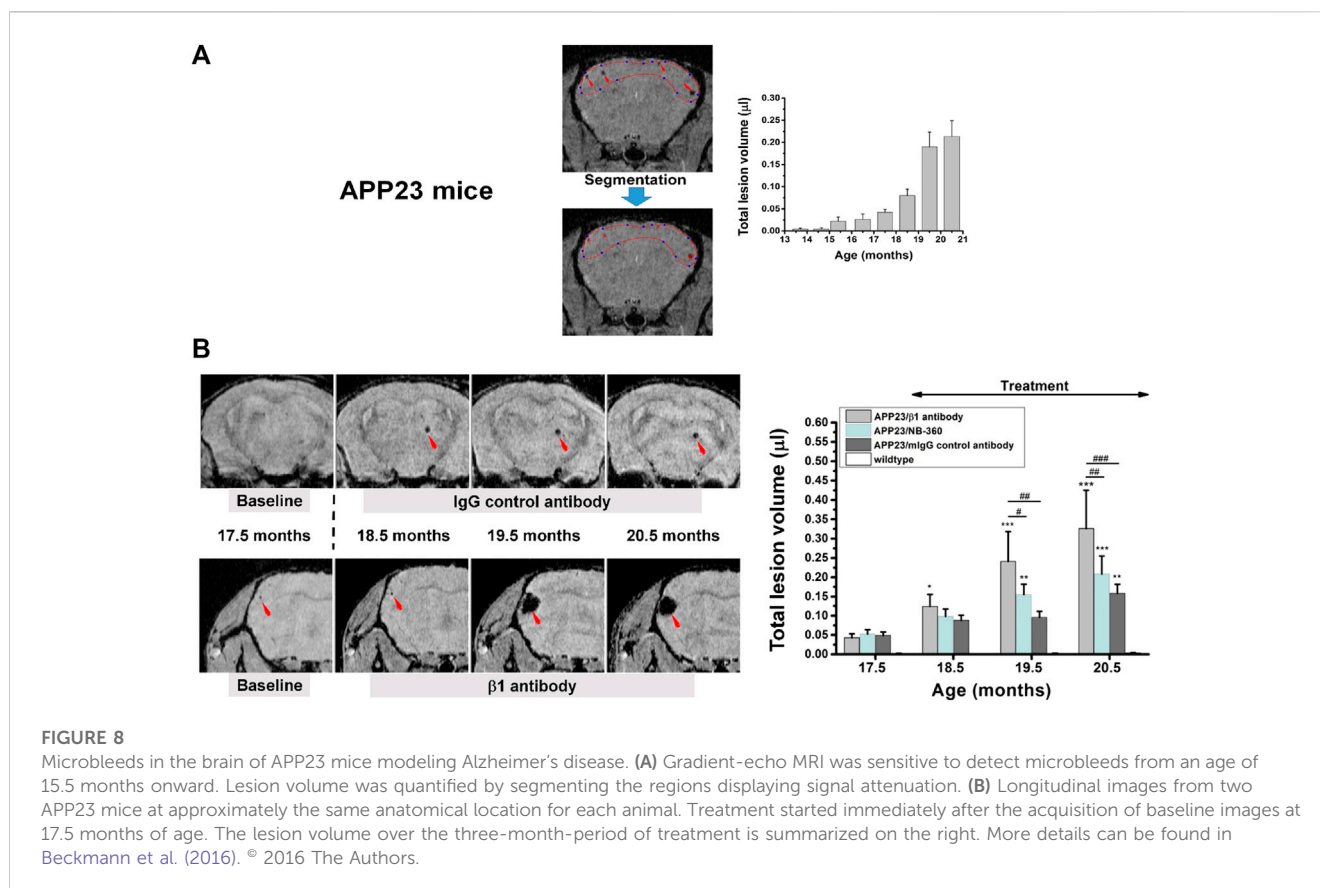 A
APP23 mice
Segmentation
Total lesion volume (µl)
0.30
0.25
0.20
0.15
0.10
0.05
0.00
13 14 15 16 17 18 19 20 21
Age (months)
B
Baseline
IgG control antibody
17.5 months 18.5 months 19.5 months 20.5 months
Baseline
β1 antibody
Treatment
APP23/β1 antibody
APP23/NB-360
APP23/mIgG control antibody
wildtype
Total lesion volume (µl)
0.60
0.55
0.50
0.45
0.40
0.35
0.30
0.25
0.20
0.15
0.10
0.05
0.00
*
***
**
#
##
***
***
**
##
###
17.5 18.5 19.5 20.5
Age (months)
FIGURE 8
Microbleeds in the brain of APP23 mice modeling Alzheimer's disease. (A) Gradient-echo MRI was sensitive to detect microbleeds from an age of
15.5 months onward. Lesion volume was quantified by segmenting the regions displaying signal attenuation. (B) Longitudinal images from two
APP23 mice at approximately the same anatomical location for each animal. Treatment started immediately after the acquisition of baseline images at
17.5 months of age. The lesion volume over the three-month-period of treatment is summarized on the right. More details can be found in
Beckmann et al. (2016). © 2016 The Authors.